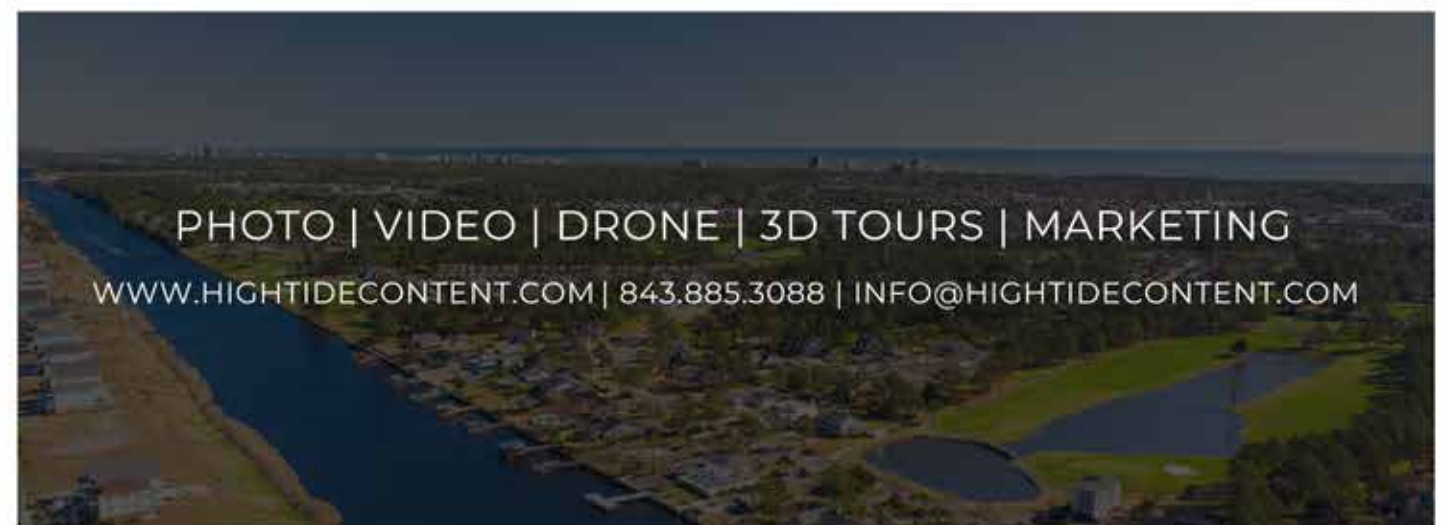 PHOTO | VIDEO | DRONE | 3D TOURS | MARKETING
WWW.HIGHTIDECONTENT.COM | 843.885.3088 | INFO@HIGHTIDECONTENT.COM